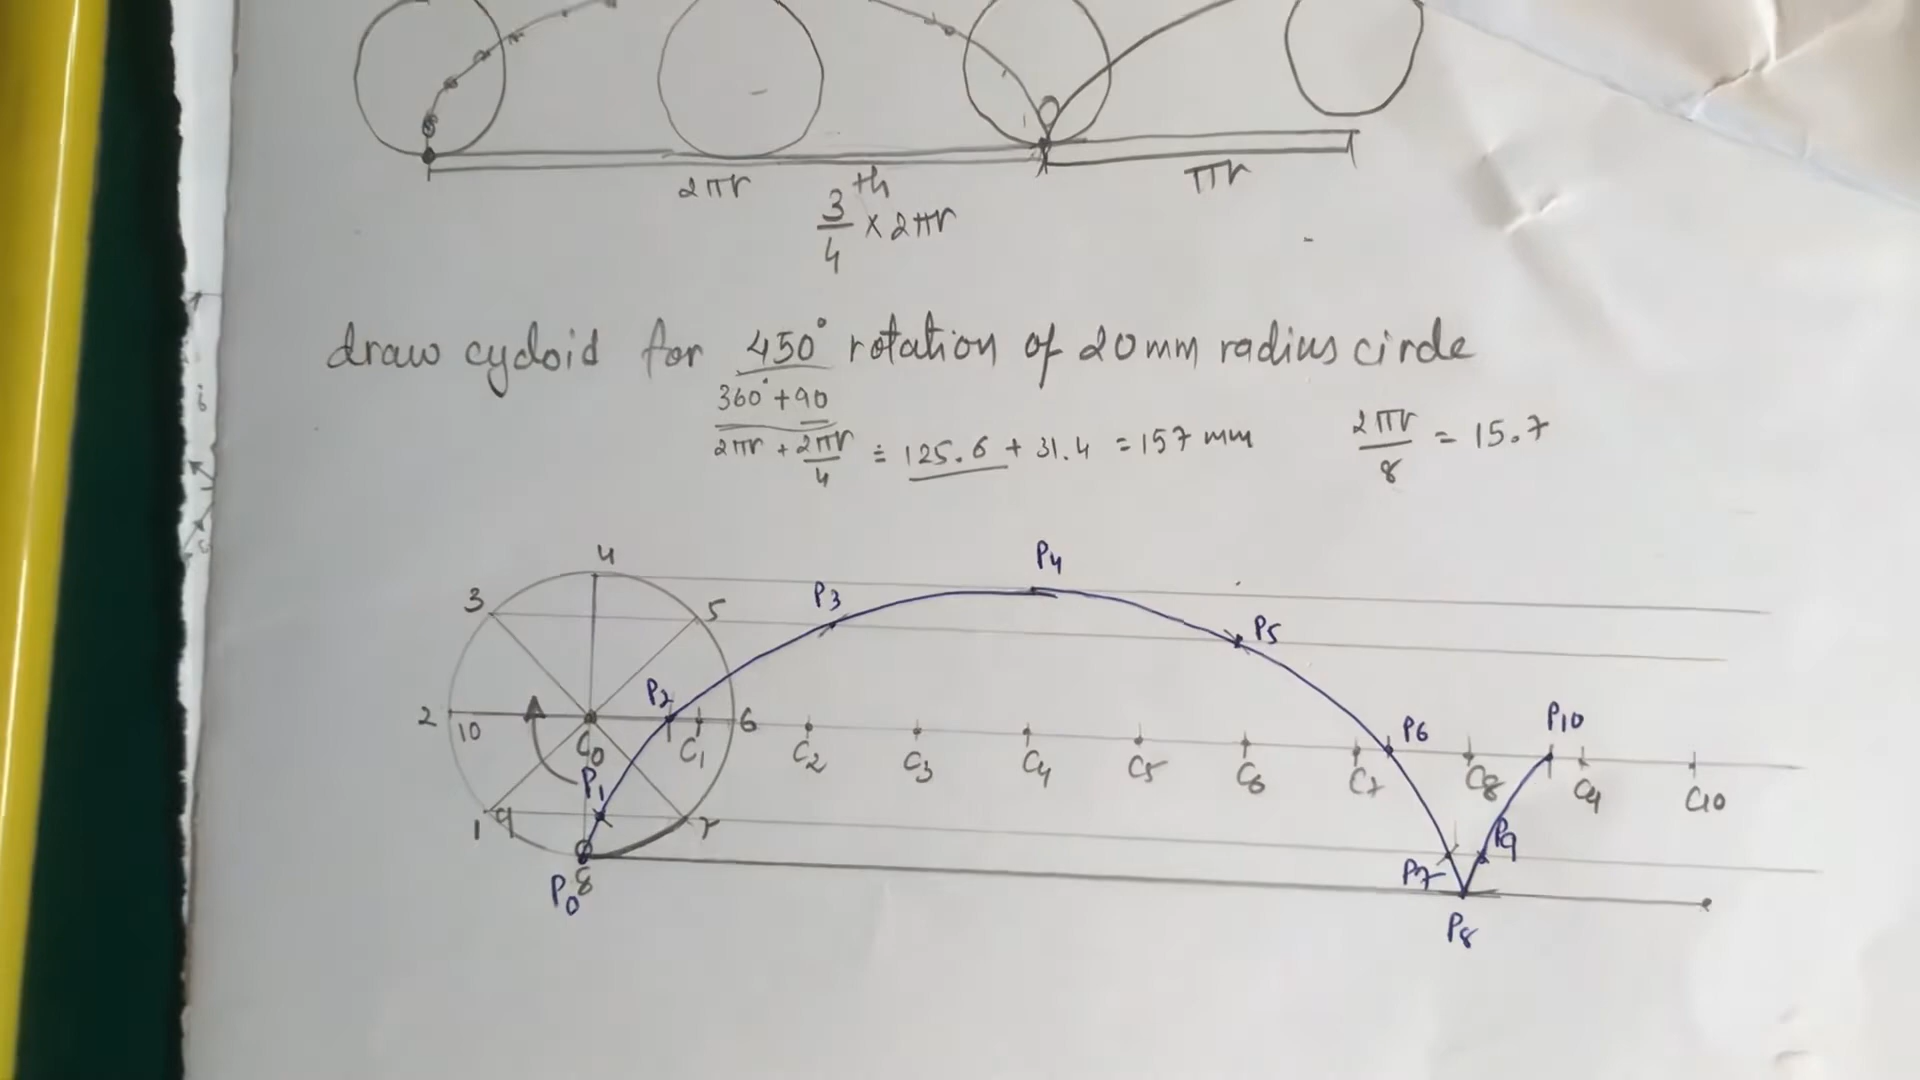 2πr
πr
3/4 th × 2πr
draw cycloid for 450° rotation of 20mm radius circle
360° + 90
2πr + 2πr/4 = 125.6 + 31.4 = 157 mm
2πr/8 = 15.7
4
P4
3
5
P3
P5
2
10
P2
6
P6
P10
C0
C1
C2
C3
C4
C5
C6
C7
C8
C9
C10
P1
1
9
7
P9
P7
P0
8
P8